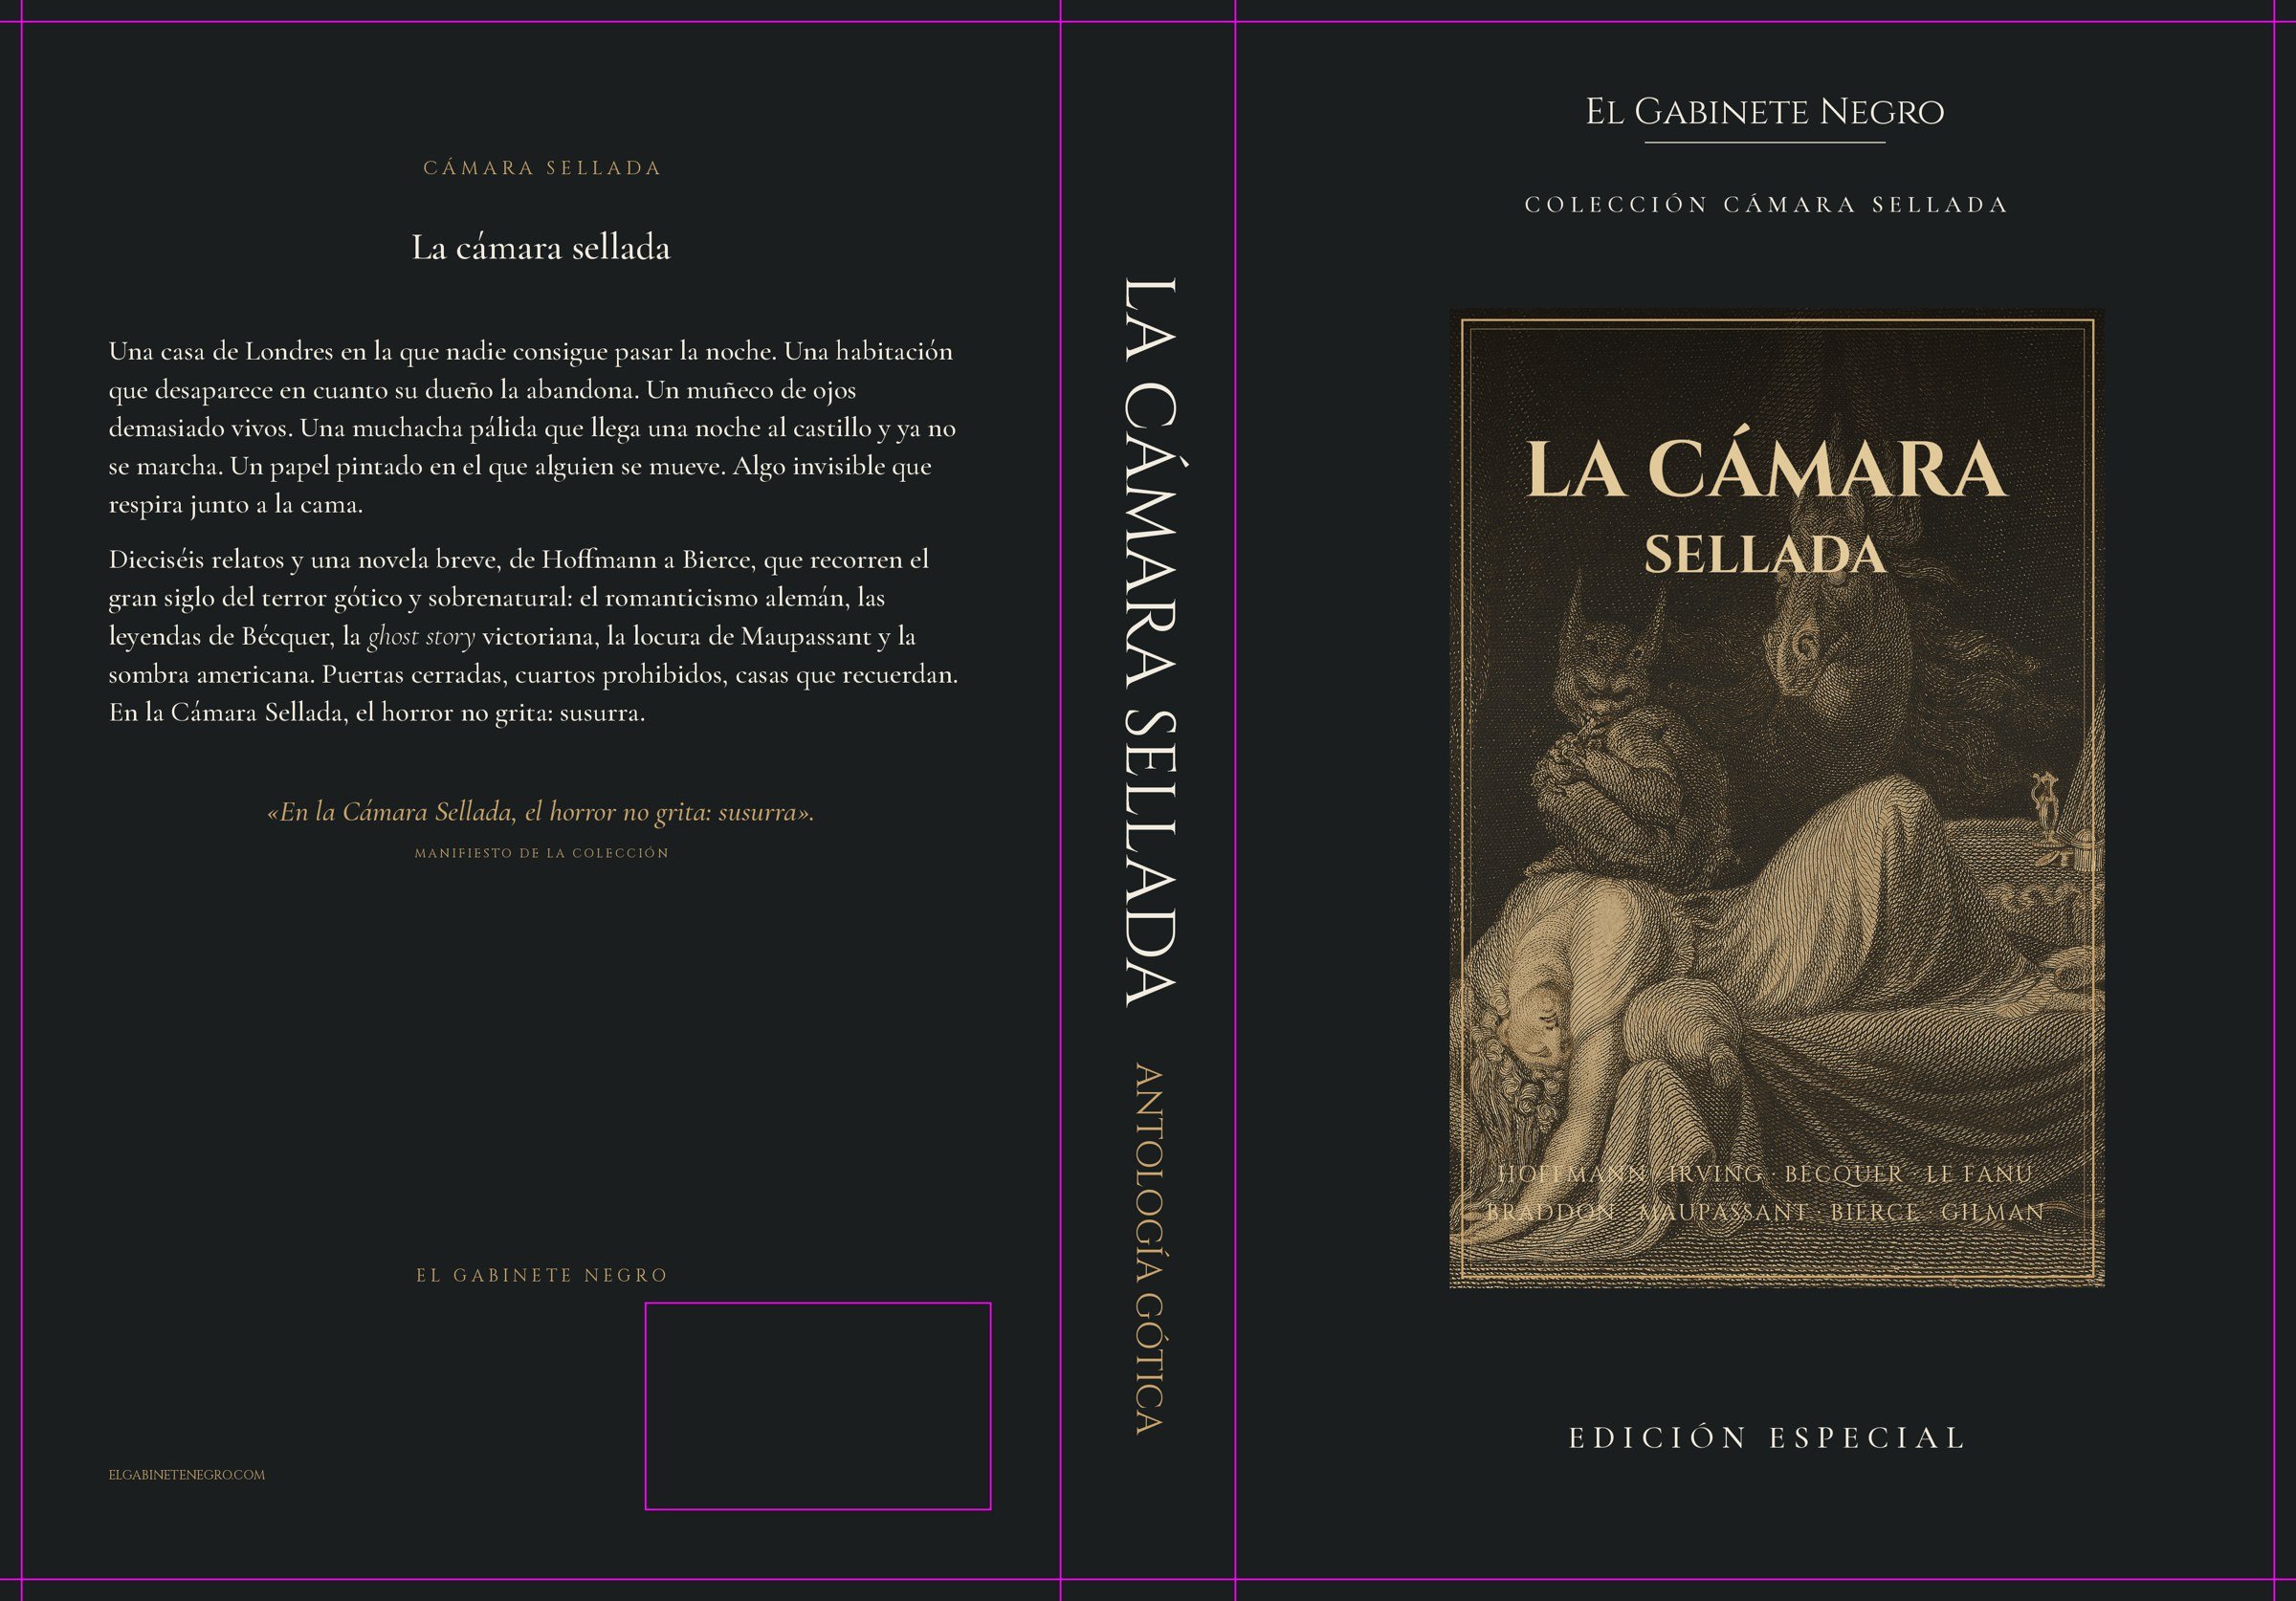 CÁMARA SELLADA
La cámara sellada
Una casa de Londres en la que nadie consigue pasar la noche. Una habitación
que desaparece en cuanto su dueño la abandona. Un muñeco de ojos
demasiado vivos. Una muchacha pálida que llega una noche al castillo y ya no
se marcha. Un papel pintado en el que alguien se mueve. Algo invisible que
respira junto a la cama.
Dieciséis relatos y una novela breve, de Hoffmann a Bierce, que recorren el
gran siglo del terror gótico y sobrenatural: el romanticismo alemán, las
leyendas de Bécquer, la ghost story victoriana, la locura de Maupassant y la
sombra americana. Puertas cerradas, cuartos prohibidos, casas que recuerdan.
En la Cámara Sellada, el horror no grita: susurra.
«En la Cámara Sellada, el horror no grita: susurra».
MANIFIESTO DE LA COLECCIÓN
EL GABINETE NEGRO
ELGABINETENEGRO.COM
LA CÁMARA SELLADA
ANTOLOGÍA GÓTICA
EL GABINETE NEGRO
COLECCIÓN CÁMARA SELLADA
LA CÁMARA
SELLADA
HOFFMANN · IRVING · BÉCQUER · LE FANU
BRADDON · MAUPASSANT · BIERCE · GILMAN
EDICIÓN ESPECIAL